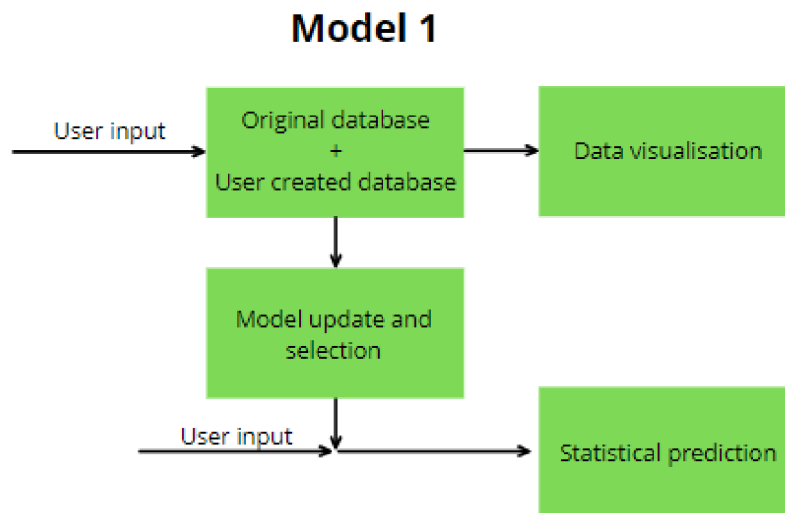 Model 1
User input
Original database
+
User created database
Data visualisation
Model update and
selection
User input
Statistical prediction